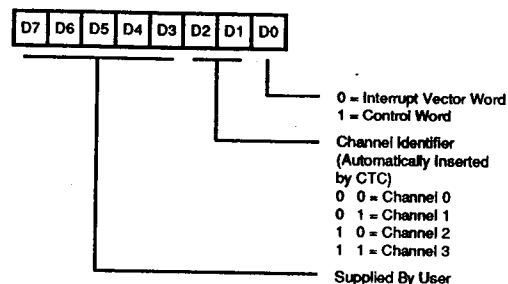 D7 D6 D5 D4 D3 D2 D1 D0
0 = Interrupt Vector Word
1 = Control Word
Channel Identifier
(Automatically Inserted
by CTC)
0 0 = Channel 0
0 1 = Channel 1
1 0 = Channel 2
1 1 = Channel 3
Supplied By User